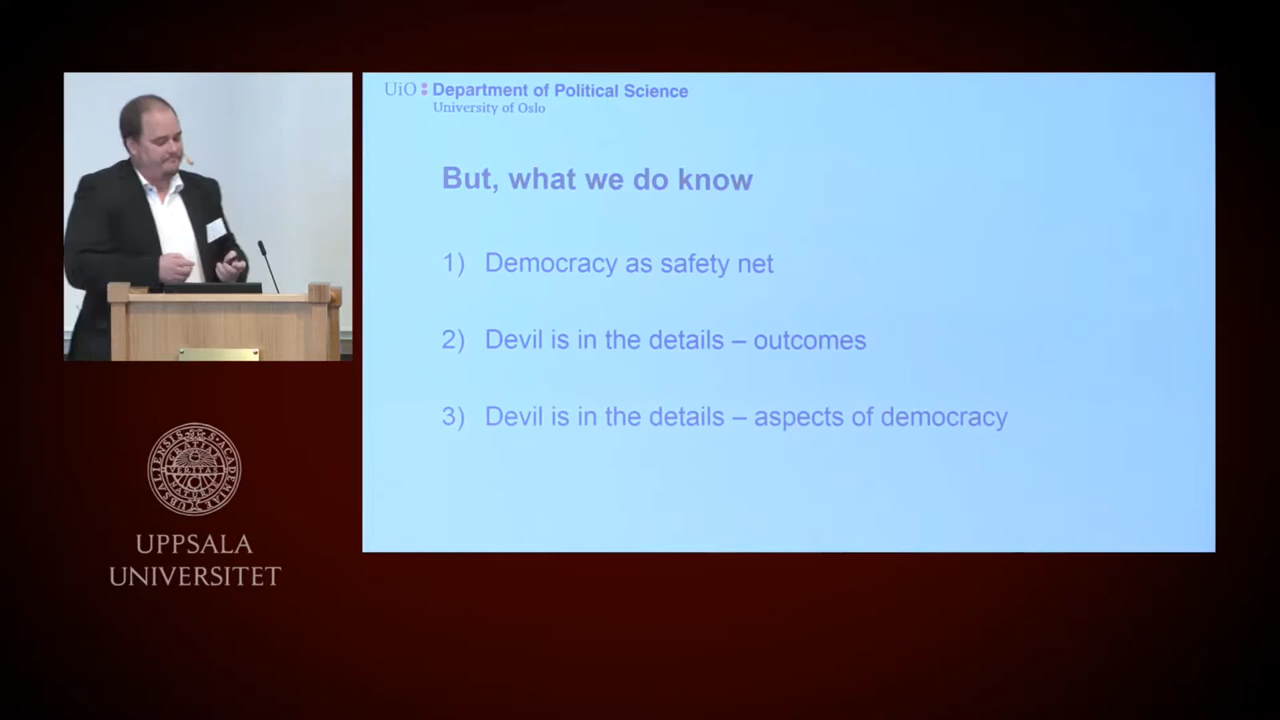 UiO: Department of Political Science
University of Oslo
But, what we do know
1) Democracy as safety net
2) Devil is in the details – outcomes
3) Devil is in the details – aspects of democracy
UPPSALA
UNIVERSITET